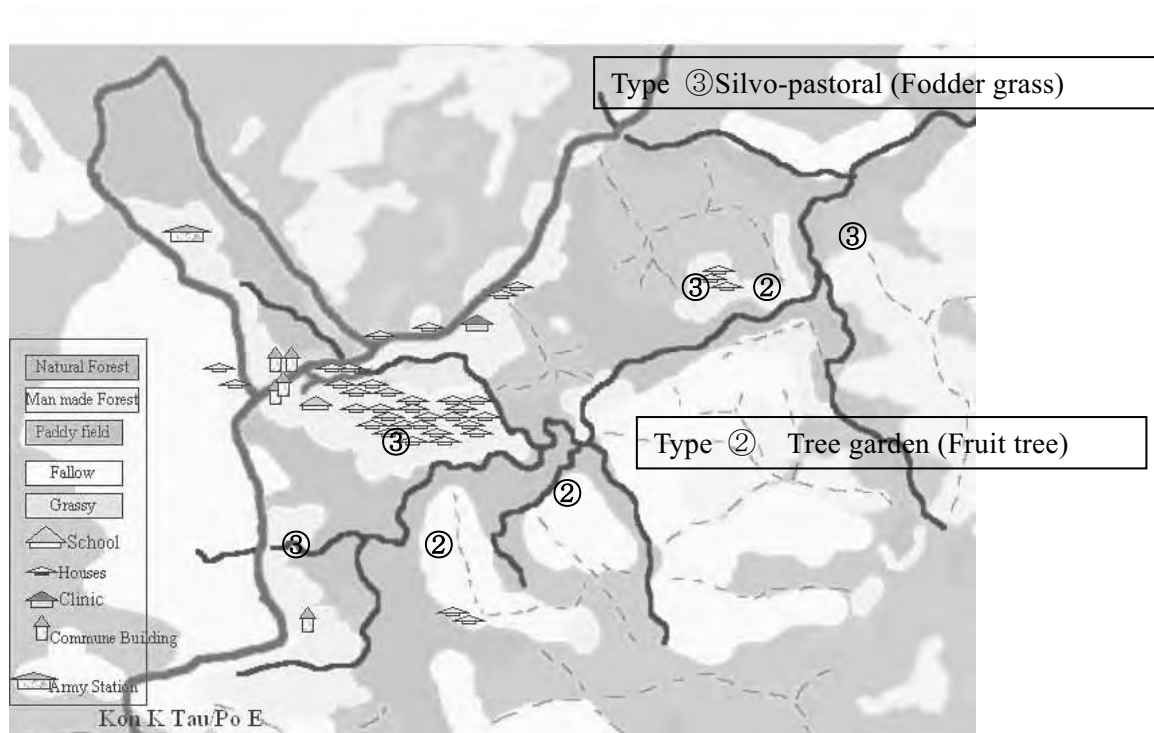 Type ③Silvo-pastoral (Fodder grass)
③
③
②
Type ② Tree garden (Fruit tree)
③
②
③
②
Natural Forest
Man made Forest
Paddy field
Fallow
Grassy
School
Houses
Clinic
Commune Building
Army Station
Kon K Tau/Po E